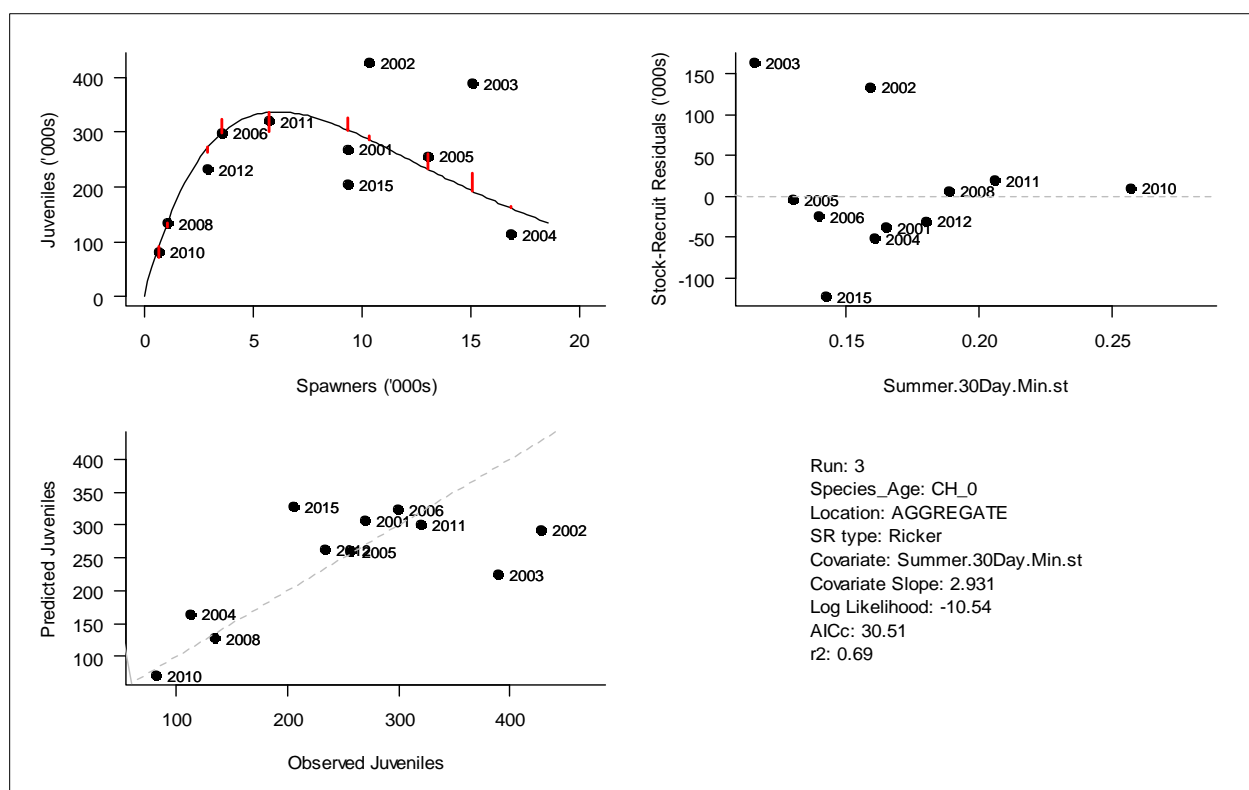 Juveniles ('000s)
400
300
200
100
0
2002
2003
2011
2006
2001
2005
2012
2015
2008
2004
2010
0 5 10 15 20
Spawners ('000s)
Stock-Recruit Residuals ('000s)
150
100
50
0
-50
-100
2003
2002
2011
2008
2010
2005
2006
2012
2001
2004
2015
0.15 0.20 0.25
Summer.30Day.Min.st
Predicted Juveniles
400
350
300
250
200
150
100
2015
2006
2001
2011
2002
2012
2005
2003
2004
2008
2010
100 200 300 400
Observed Juveniles
Run: 3
Species_Age: CH_0
Location: AGGREGATE
SR type: Ricker
Covariate: Summer.30Day.Min.st
Covariate Slope: 2.931
Log Likelihood: -10.54
AICc: 30.51
r2: 0.69